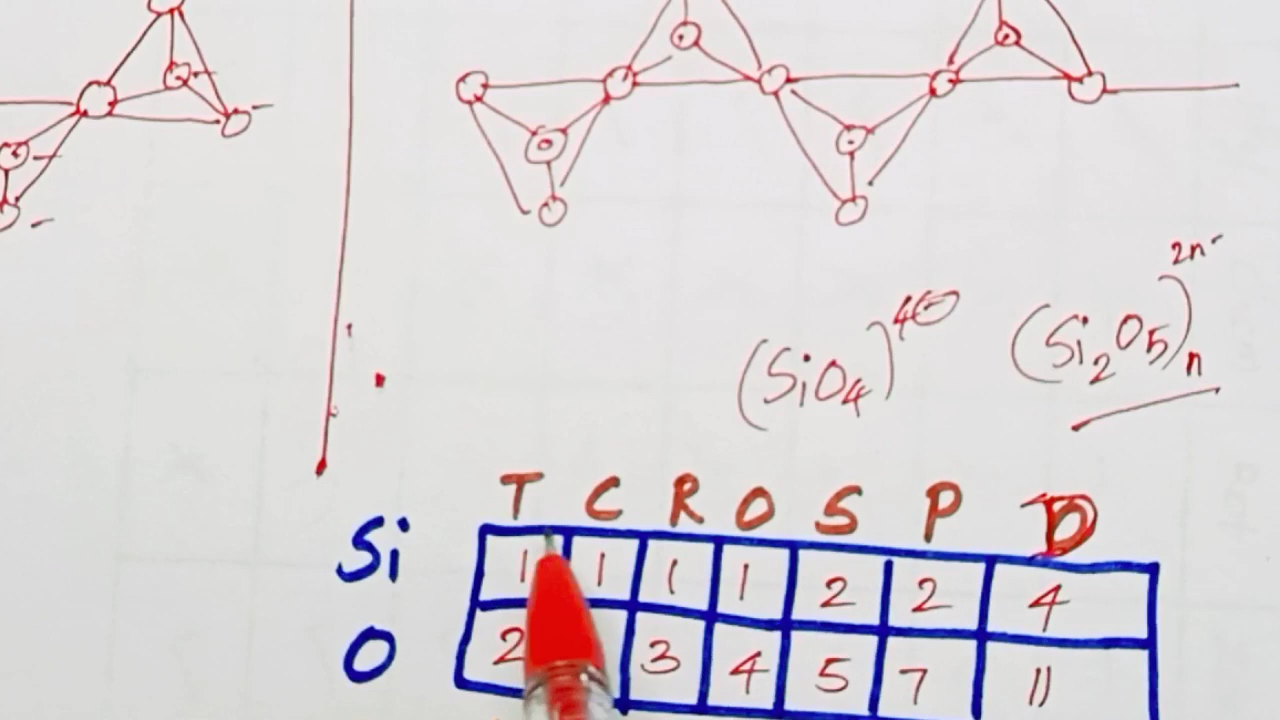 (SiO4)4⊖ (Si2O5)n2n-
T C R O S P D
Si 1 1 1 1 2 2 4
O 2 3 4 5 7 11